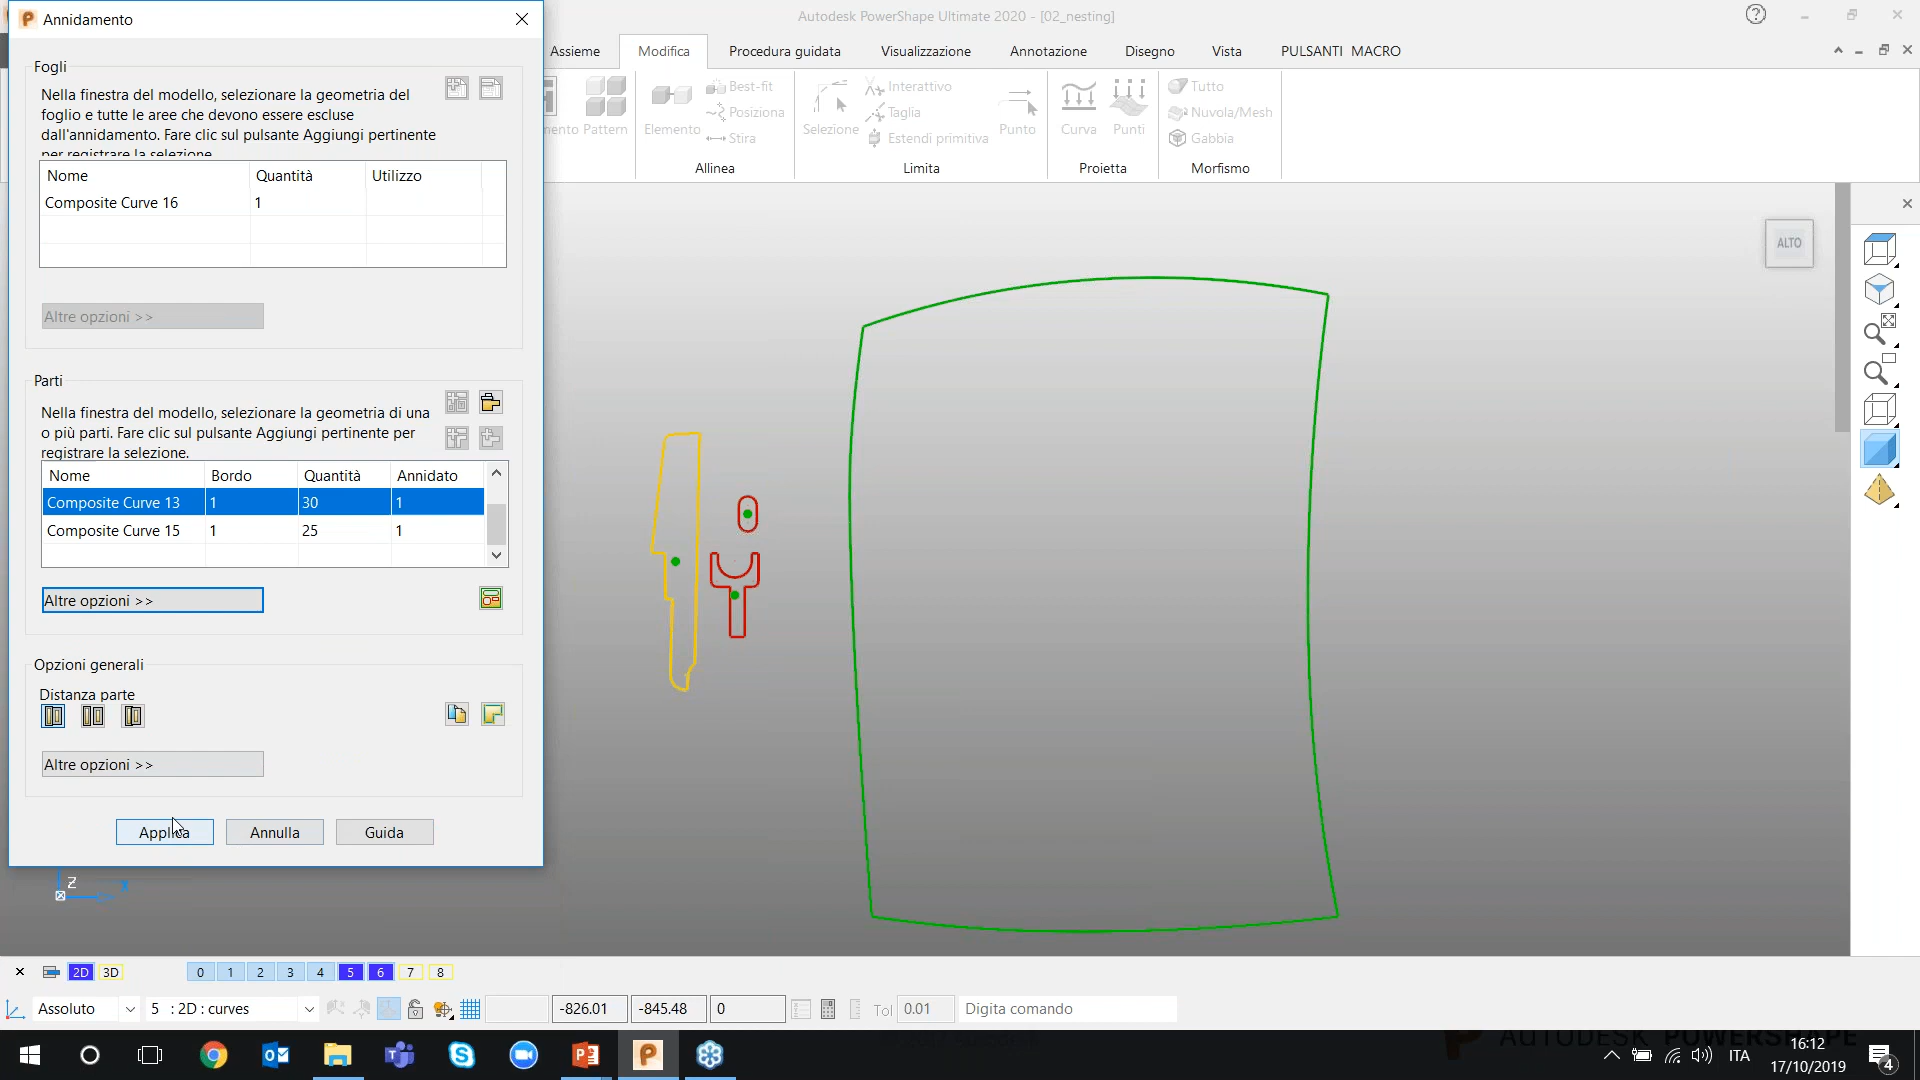 Annidamento
Autodesk PowerShape Ultimate 2020 - [02_nesting]
Assieme
Modifica
Procedura guidata
Visualizzazione
Annotazione
Disegno
Vista
PULSANTI MACRO
Best-fit
Posiziona
Stira
Interattivo
Taglia
Estendi primitiva
Tutto
Nuvola/Mesh
Gabbia
Pattern
Elemento
Selezione
Punto
Curva
Punti
Allinea
Limita
Proietta
Morfismo
Fogli
Nella finestra del modello, selezionare la geometria del
foglio e tutte le aree che devono essere escluse
dall'annidamento. Fare clic sul pulsante Aggiungi pertinente
per registrare la selezione
Nome Quantità Utilizzo
Composite Curve 16 1
Altre opzioni >>
Parti
Nella finestra del modello, selezionare la geometria di una
o più parti. Fare clic sul pulsante Aggiungi pertinente per
registrare la selezione.
Nome Bordo Quantità Annidato
Composite Curve 13 1 30 1
Composite Curve 15 1 25 1
Altre opzioni >>
Opzioni generali
Distanza parte
Altre opzioni >>
Applica Annulla Guida
ALTO
Z
2D 3D 0 1 2 3 4 5 6 7 8
Assoluto 5 : 2D : curves -826.01 -845.48 0 Tol 0.01 Digita comando
AUTODESK POWERSHAPE
ITA
16:12
17/10/2019
4